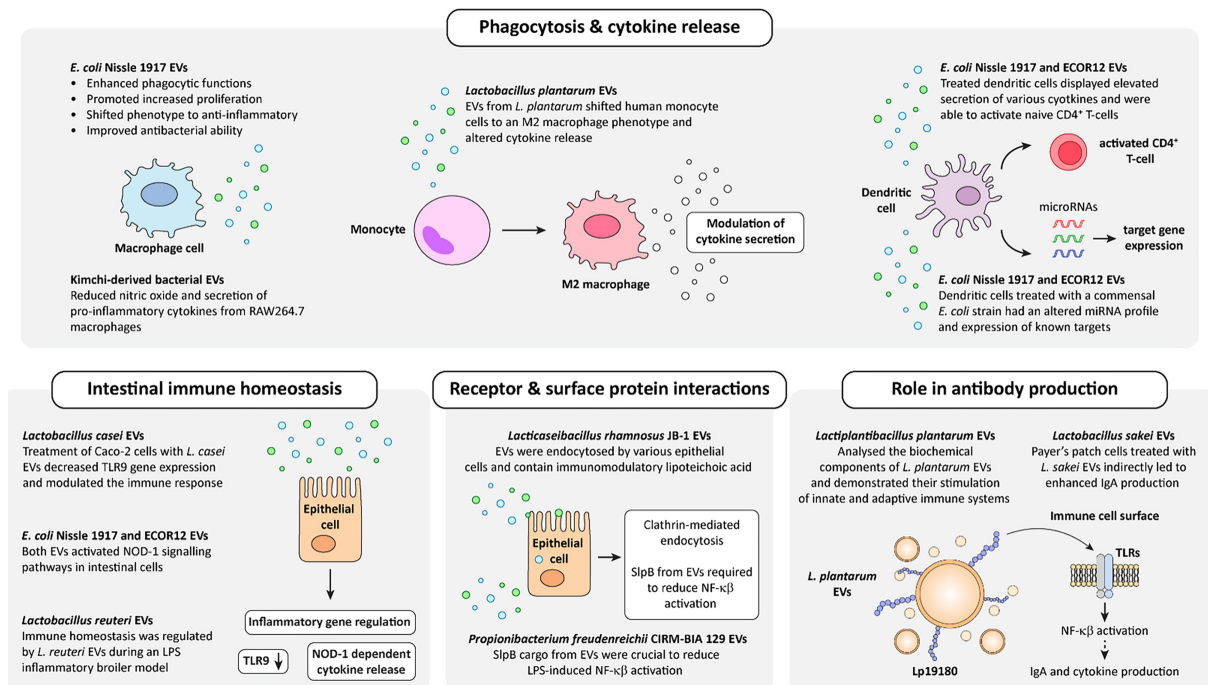 Phagocytosis & cytokine release
E. coli Nissle 1917 EVs
• Enhanced phagocytic functions
• Promoted increased proliferation
• Shifted phenotype to anti-inflammatory
• Improved antibacterial ability
Macrophage cell
Kimchi-derived bacterial EVs
Reduced nitric oxide and secretion of
pro-inflammatory cytokines from RAW264.7
macrophages
Lactobacillus plantarum EVs
EVs from L. plantarum shifted human monocyte
cells to an M2 macrophage phenotype and
altered cytokine release
Monocyte
M2 macrophage
Modulation of
cytokine secretion
E. coli Nissle 1917 and ECOR12 EVs
Treated dendritic cells displayed elevated
secretion of various cyotkines and were
able to activate naive CD4⁺ T-cells
Dendritic
cell
activated CD4⁺
T-cell
microRNAs
target gene
expression
E. coli Nissle 1917 and ECOR12 EVs
Dendritic cells treated with a commensal
E. coli strain had an altered miRNA profile
and expression of known targets
Intestinal immune homeostasis
Lactobacillus casei EVs
Treatment of Caco-2 cells with L. casei
EVs decreased TLR9 gene expression
and modulated the immune response
E. coli Nissle 1917 and ECOR12 EVs
Both EVs activated NOD-1 signalling
pathways in intestinal cells
Lactobacillus reuteri EVs
Immune homeostasis was regulated
by L. reuteri EVs during an LPS
inflammatory broiler model
Epithelial
cell
Inflammatory gene regulation
TLR9
NOD-1 dependent
cytokine release
Receptor & surface protein interactions
Lacticaseibacillus rhamnosus JB-1 EVs
EVs were endocytosed by various epithelial
cells and contain immunomodulatory lipoteichoic acid
Epithelial
cell
Clathrin-mediated
endocytosis
SlpB from EVs required
to reduce NF-κβ
activation
Propionibacterium freudenreichii CIRM-BIA 129 EVs
SlpB cargo from EVs were crucial to reduce
LPS-induced NF-κβ activation
Role in antibody production
Lactiplantibacillus plantarum EVs
Analysed the biochemical
components of L. plantarum EVs
and demonstrated their stimulation
of innate and adaptive immune systems
Lactobacillus sakei EVs
Payer's patch cells treated with
L. sakei EVs indirectly led to
enhanced IgA production
Immune cell surface
TLRs
L. plantarum
EVs
Lp19180
NF-κβ activation
IgA and cytokine production